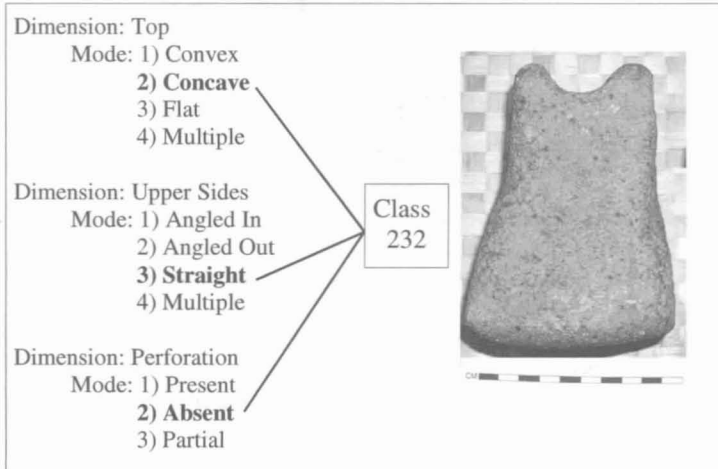 Dimension: Top
Mode: 1) Convex
2) Concave
3) Flat
4) Multiple
Dimension: Upper Sides
Mode: 1) Angled In
2) Angled Out
3) Straight
4) Multiple
Dimension: Perforation
Mode: 1) Present
2) Absent
3) Partial
Class
232
CM